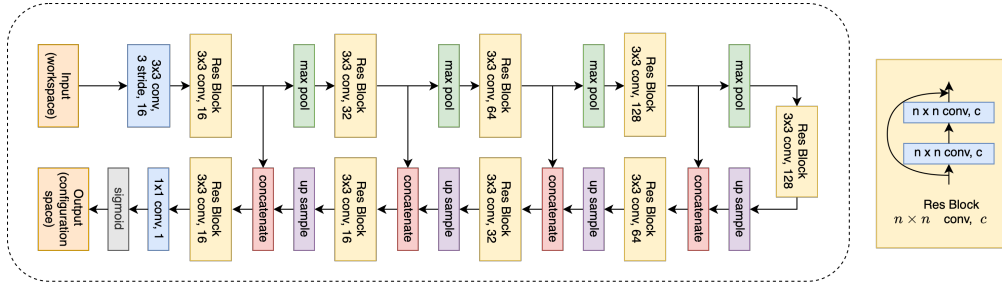 Input
(workspace)
3x3 conv,
3 stride, 16
Res Block
3x3 conv, 16
max pool
Res Block
3x3 conv, 32
max pool
Res Block
3x3 conv, 64
max pool
Res Block
3x3 conv, 128
max pool
Res Block
3x3 conv, 128
up sample
concatenate
Res Block
3x3 conv, 64
up sample
concatenate
Res Block
3x3 conv, 32
up sample
concatenate
Res Block
3x3 conv, 16
up sample
concatenate
Res Block
3x3 conv, 16
1x1 conv, 1
sigmoid
Output
(configuration
space)
n x n conv, c
n x n conv, c
Res Block
n × n conv, c